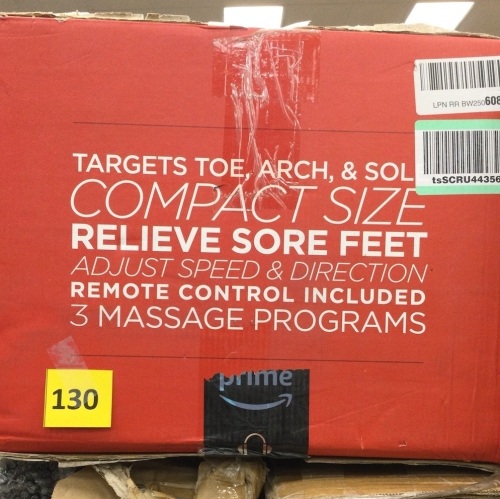 LPN RR BW250608
tsSCRU44356
TARGETS TOE, ARCH, & SOL
COMPACT SIZE
RELIEVE SORE FEET
ADJUST SPEED & DIRECTION
REMOTE CONTROL INCLUDED
3 MASSAGE PROGRAMS
prime
130